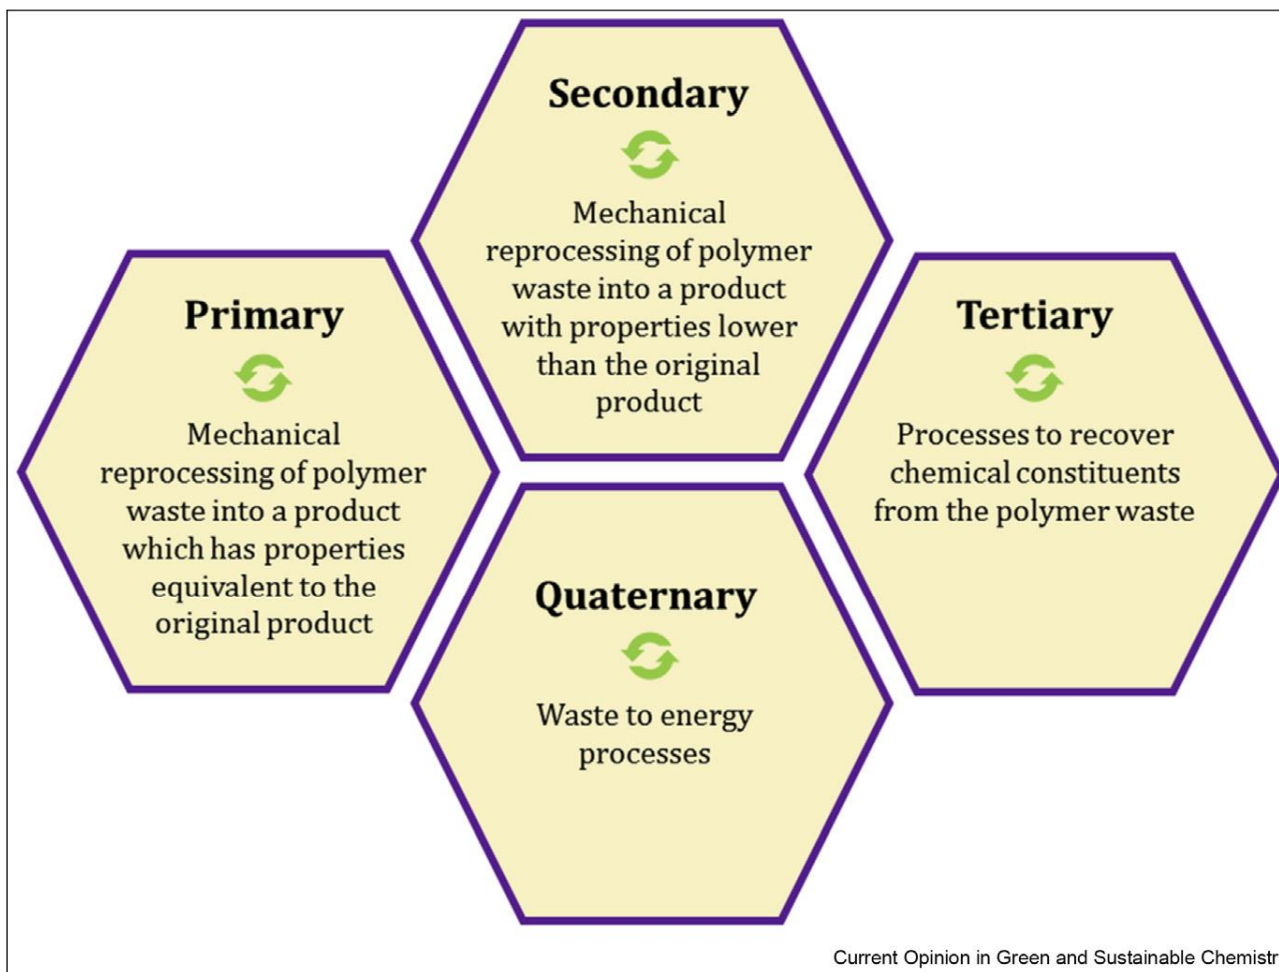 Secondary
Mechanical
reprocessing of polymer
waste into a product
with properties lower
than the original
product
Primary
Mechanical
reprocessing of polymer
waste into a product
which has properties
equivalent to the
original product
Tertiary
Processes to recover
chemical constituents
from the polymer waste
Quaternary
Waste to energy
processes
Current Opinion in Green and Sustainable Chemistr